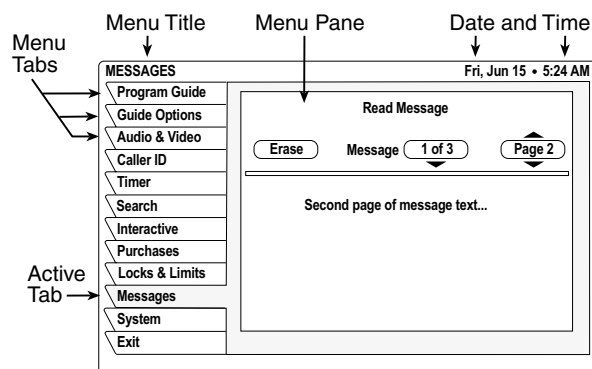 Menu Title Menu Pane Date and Time
Menu
Tabs
MESSAGES Fri, Jun 15 • 5:24 AM
Program Guide
Guide Options
Audio & Video
Caller ID
Timer
Search
Interactive
Purchases
Locks & Limits
Messages
System
Exit
Active
Tab
Read Message
Erase Message 1 of 3 Page 2
Second page of message text...